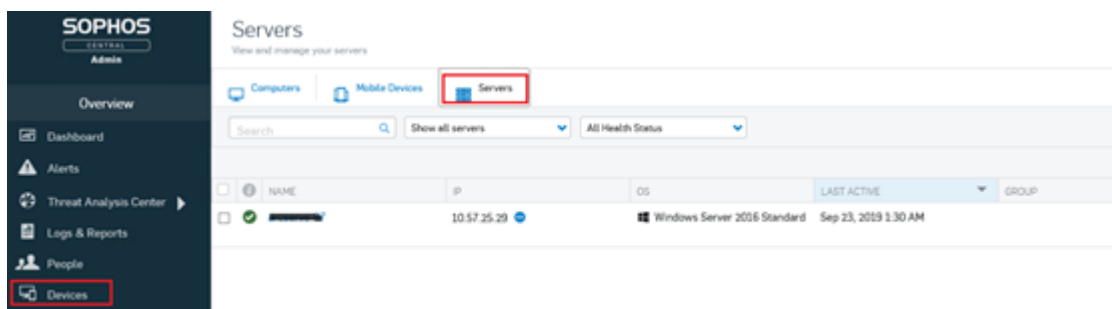 SOPHOS
CENTRAL
Admin
Overview
Dashboard
Alerts
Threat Analysis Center
Logs & Reports
People
Devices
Servers
View and manage your servers
Computers
Mobile Devices
Servers
Search
Show all servers
All Health Status
NAME
IP
OS
LAST ACTIVE
GROUP
10.57.25.29
Windows Server 2016 Standard
Sep 23, 2019 1:30 AM